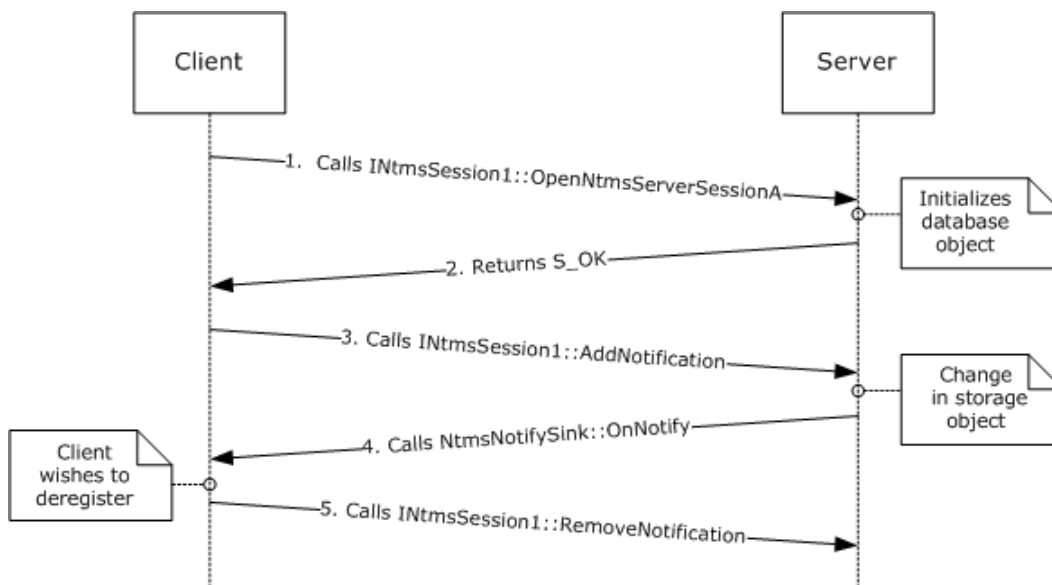 Client
Server
1. Calls INtmsSession1::OpenNtmsServerSessionA
Initializes
database
object
2. Returns S_OK
3. Calls INtmsSession1::AddNotification
Change
in storage
object
4. Calls NtmsNotifySink::OnNotify
Client
wishes to
deregister
5. Calls INtmsSession1::RemoveNotification